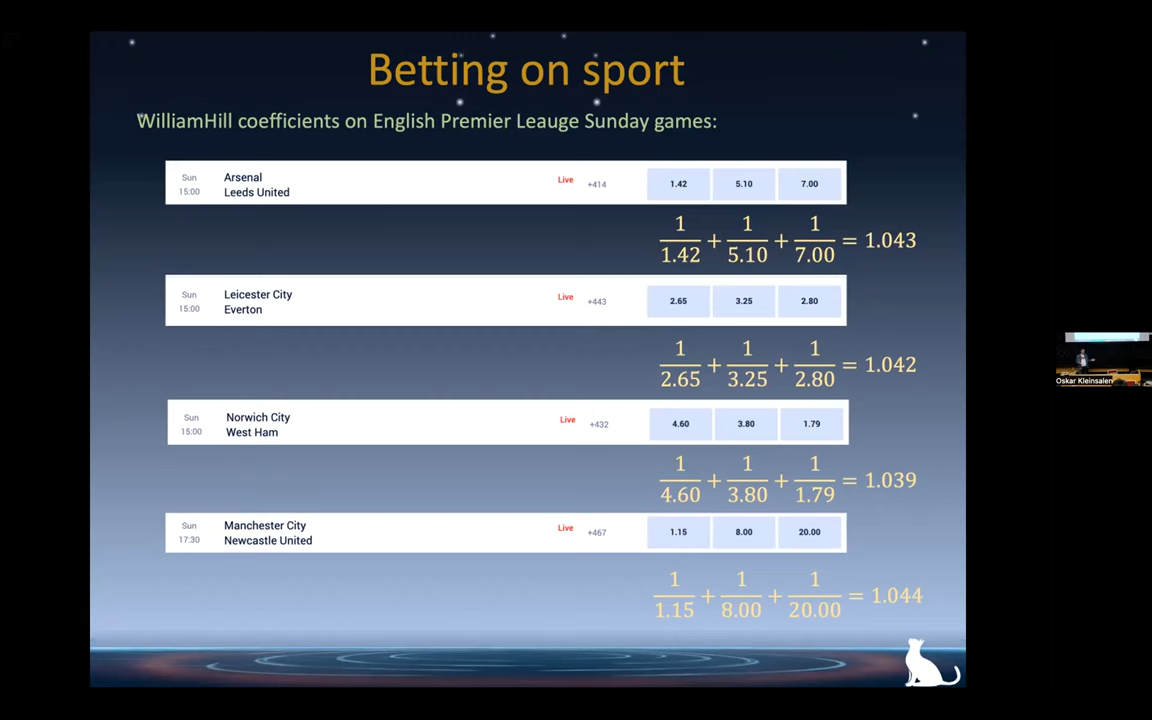 Betting on sport
WilliamHill coefficients on English Premier Leauge Sunday games:
Sun
15:00
Arsenal
Leeds United
Live
+414
1.42 5.10 7.00
1/1.42 + 1/5.10 + 1/7.00 = 1.043
Sun
15:00
Leicester City
Everton
Live
+443
2.65 3.25 2.80
1/2.65 + 1/3.25 + 1/2.80 = 1.042
Sun
15:00
Norwich City
West Ham
Live
+432
4.60 3.80 1.79
1/4.60 + 1/3.80 + 1/1.79 = 1.039
Sun
17:30
Manchester City
Newcastle United
Live
+467
1.15 8.00 20.00
1/1.15 + 1/8.00 + 1/20.00 = 1.044
Oskar Kleinsalen